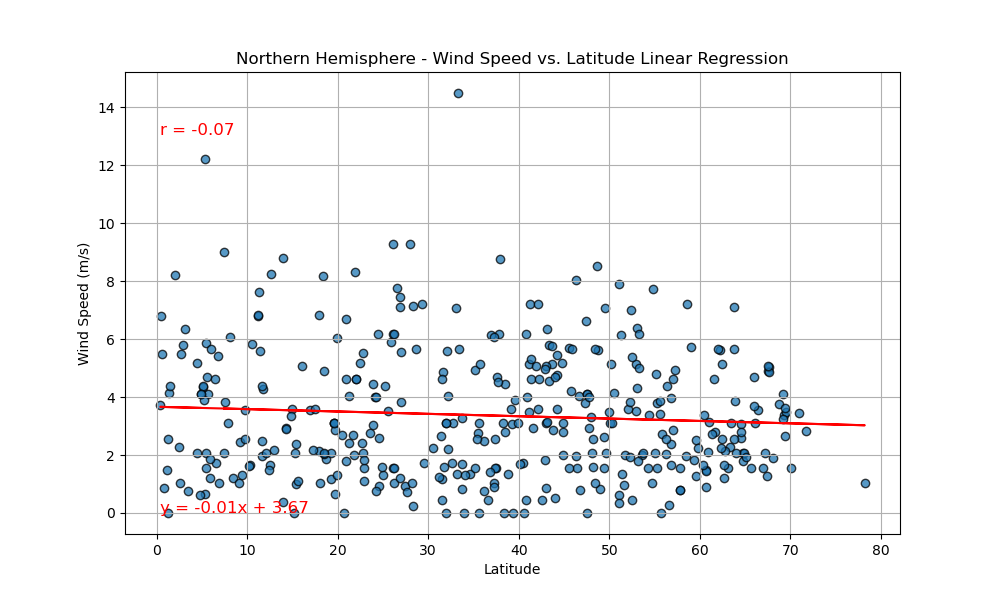 Northern Hemisphere - Wind Speed vs. Latitude Linear Regression
14
r = -0.07
12
10
8
Wind Speed (m/s)
6
4
2
y = -0.01x + 3.67
0
0 10 20 30 40 50 60 70 80
Latitude